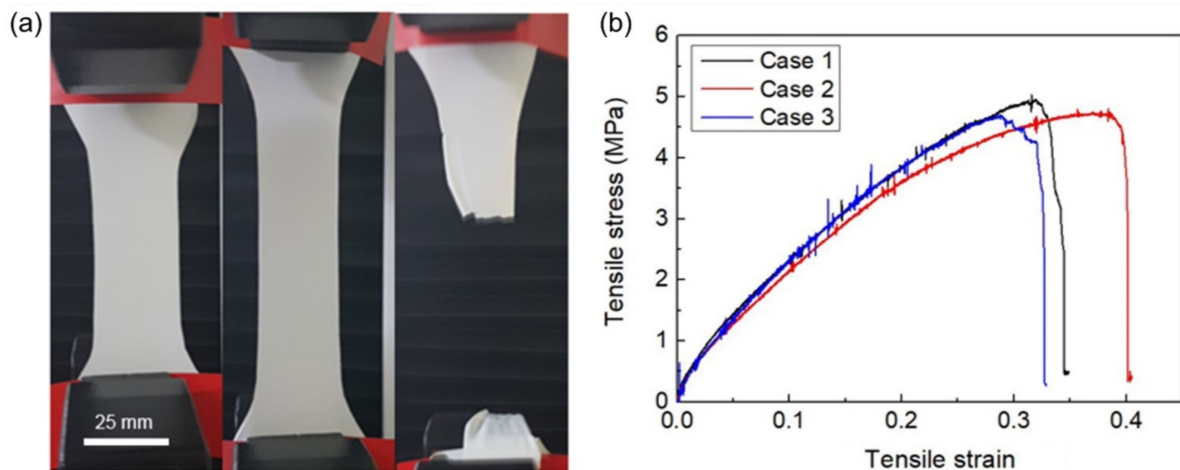 (a)
25 mm
(b)
Tensile stress (MPa)
6
5
4
3
2
1
0
Case 1
Case 2
Case 3
0.0 0.1 0.2 0.3 0.4
Tensile strain